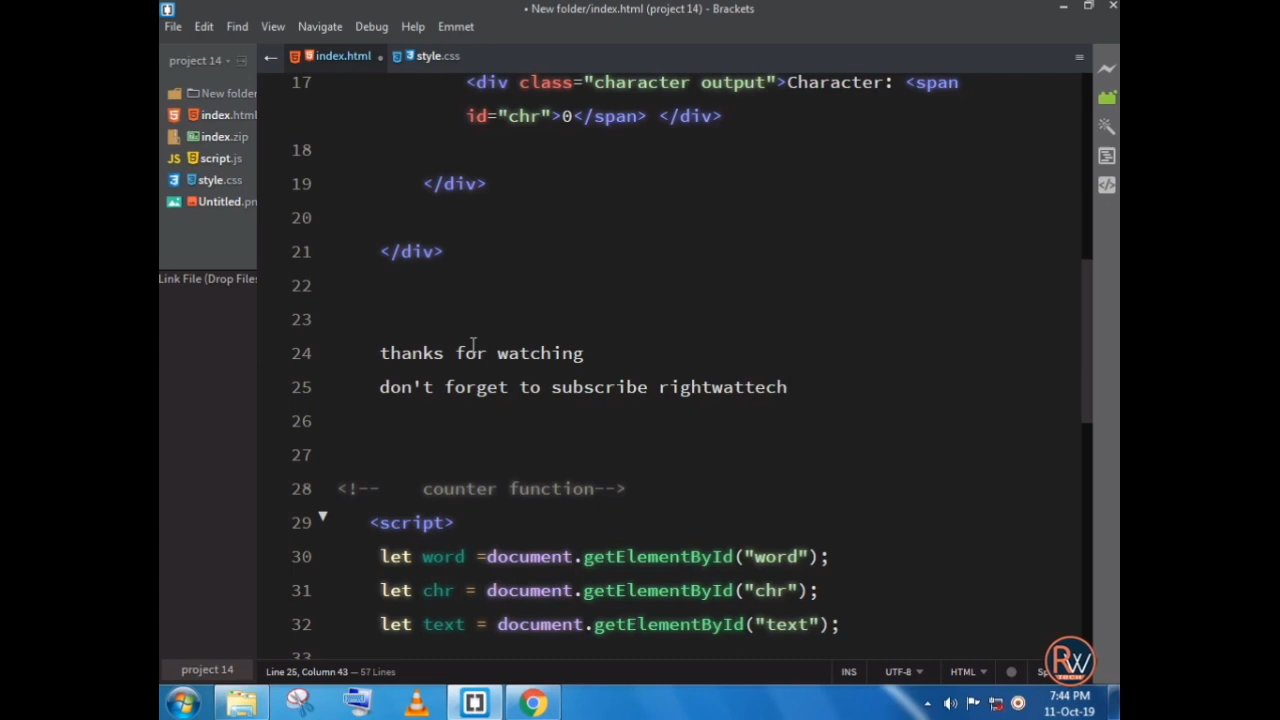 • New folder/index.html (project 14) - Brackets
File Edit Find View Navigate Debug Help Emmet
project 14
index.html •
style.css
New folder
index.html
index.zip
script.js
style.css
Untitled.pn
Link File (Drop Files
17 <div class="character output">Character: <span
id="chr">0</span> </div>
18
19 </div>
20
21 </div>
22
23
24 thanks for watching
25 don't forget to subscribe rightwattech
26
27
28 <!-- counter function-->
29 <script>
30 let word =document.getElementById("word");
31 let chr = document.getElementById("chr");
32 let text = document.getElementById("text");
33
project 14
Line 25, Column 43 — 57 Lines
INS UTF-8 HTML Sp
RW
TECH
7:44 PM
11-Oct-19